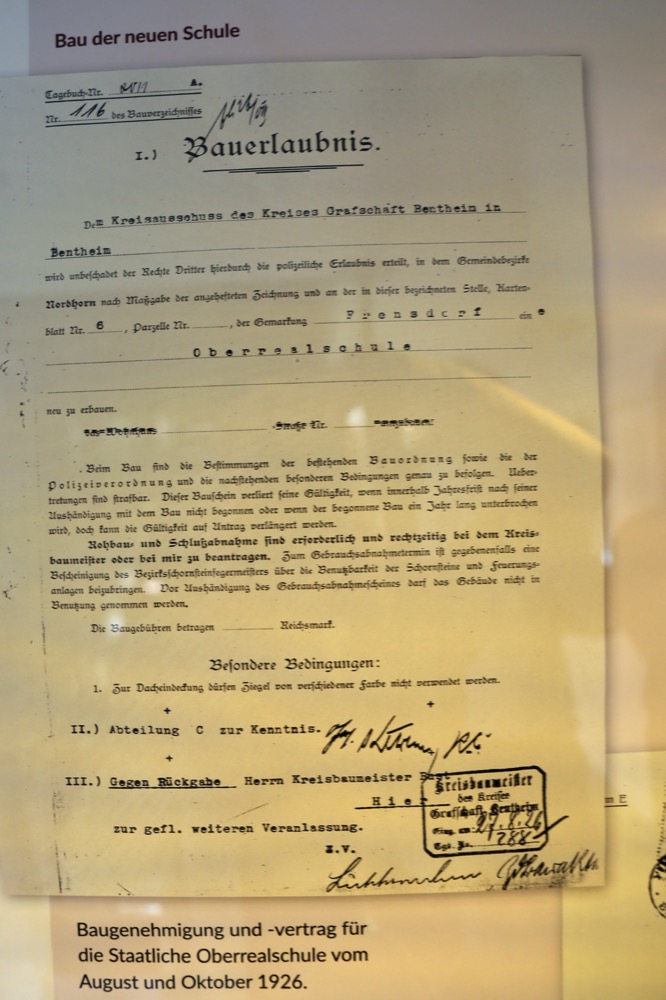 Bau der neuen Schule
Tagebuch-Nr. A.
Nr. 116 des Bauverzeichnisses
I.) Bauerlaubnis.
Dem Kreisausschuss des Kreises Grafschaft Bentheim in
Bentheim
wird unbeschadet der Rechte Dritter hierdurch die polizeiliche Erlaubnis erteilt, in dem Gemeindebezirke
Nordhorn nach Maßgabe der angehefteten Zeichnung und an der in dieser bezeichneten Stelle, Karten-
blatt Nr. 6, Parzelle Nr. , der Gemarkung Frensdorf eine
Oberrealschule
neu zu erbauen.
Straße Nr.
Beim Bau sind die Bestimmungen der bestehenden Bauordnung sowie die der
Polizeiverordnung und die nachstehenden besonderen Bedingungen genau zu befolgen. Ueber-
tretungen sind strafbar. Dieser Bauschein verliert seine Gültigkeit, wenn innerhalb Jahresfrist nach seiner
Aushändigung mit dem Bau nicht begonnen oder wenn der begonnene Bau ein Jahr lang unterbrochen
wird, doch kann die Gültigkeit auf Antrag verlängert werden.
Rohbau- und Schlußabnahme sind erforderlich und rechtzeitig bei dem Kreis-
baumeister oder bei mir zu beantragen. Zum Gebrauchsabnahmetermin ist gegebenenfalls eine
Bescheinigung des Bezirksschornsteinfegermeisters über die Benutzbarkeit der Schornsteine und Feuerungs-
anlagen beizubringen. Vor Aushändigung des Gebrauchsabnahmescheines darf das Gebäude nicht in
Benutzung genommen werden.
Die Baugebühren betragen Reichsmark.
Besondere Bedingungen:
1. Zur Dacheindeckung dürfen Ziegel von verschiedener Farbe nicht verwendet werden.
+ +
II.) Abteilung C zur Kenntnis.
+
III.) Gegen Rückgabe Herrn Kreisbaumeister
Hier
zur gefl. weiteren Veranlassung.
I.V.
Kreisbaumeister
des Kreises
Grafschaft Bentheim
Eing. am: 27.8.26
Tgb. No. 1288
Baugenehmigung und -vertrag für
die Staatliche Oberrealschule vom
August und Oktober 1926.